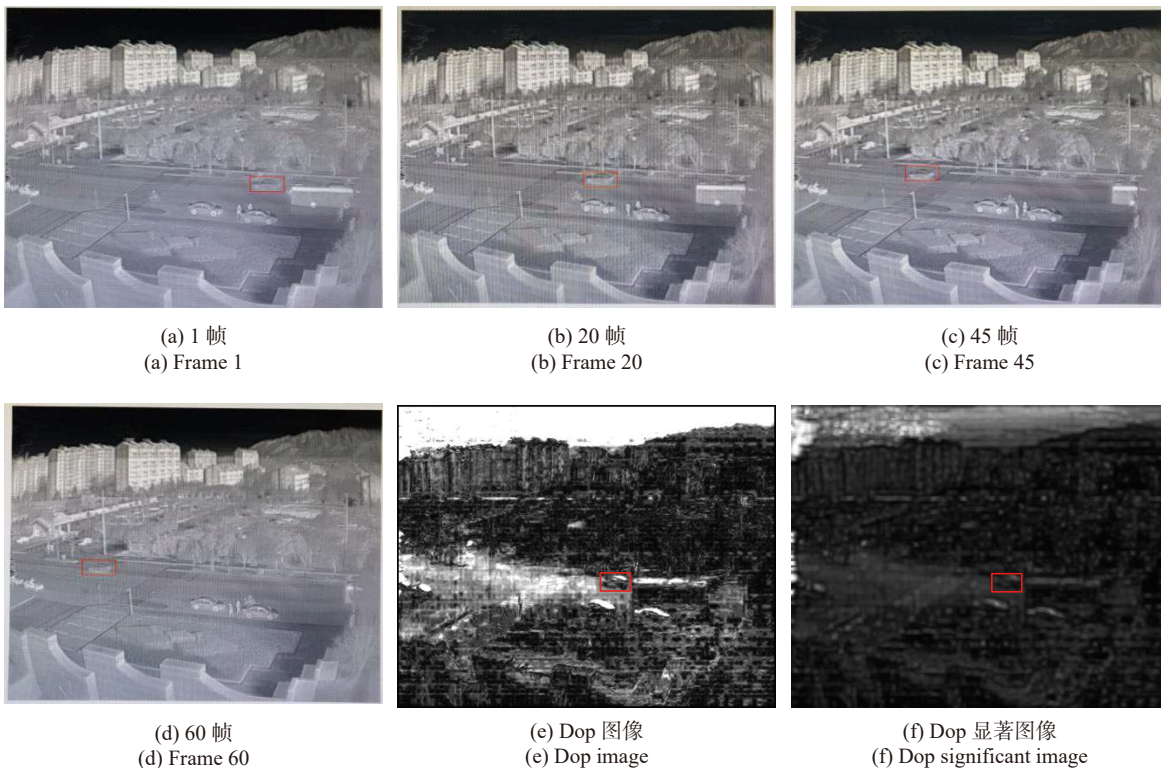 (a) 1 帧
(a) Frame 1
(b) 20 帧
(b) Frame 20
(c) 45 帧
(c) Frame 45
(d) 60 帧
(d) Frame 60
(e) Dop 图像
(e) Dop image
(f) Dop 显著图像
(f) Dop significant image